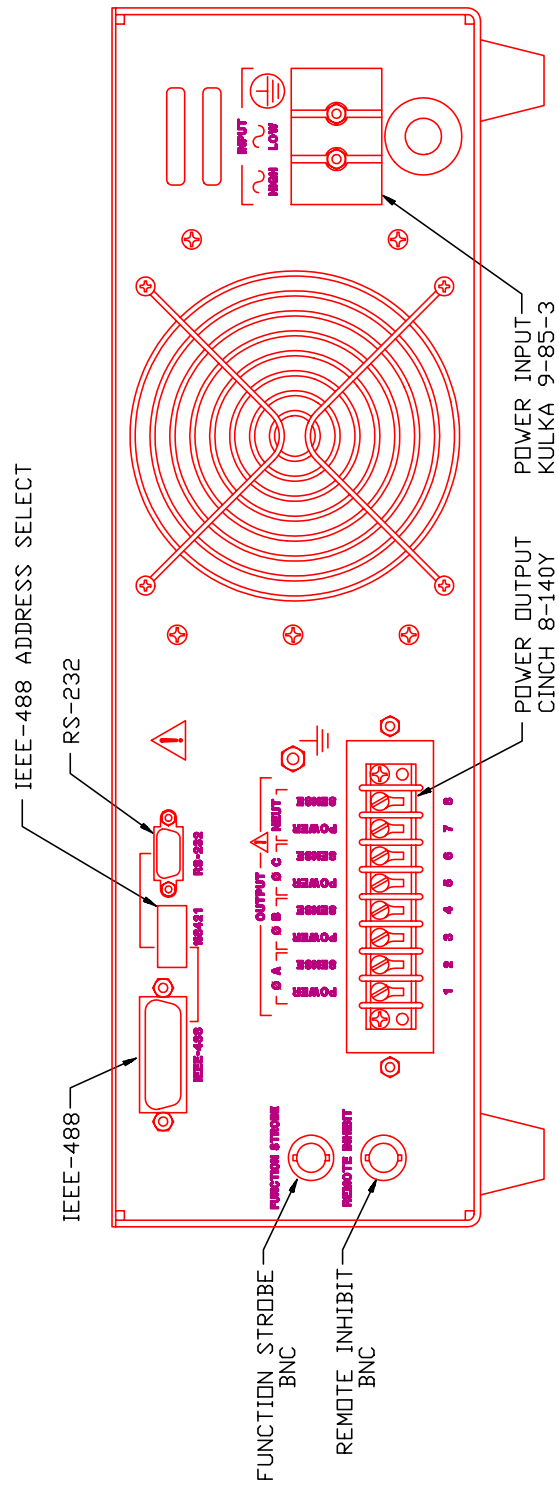 IEEE-488 ADDRESS SELECT
RS-232
IEEE-488
FUNCTION STROBE
BNC
REMOTE INHIBIT
BNC
POWER OUTPUT
CINCH 8-140Y
POWER INPUT
KULKA 9-85-3
IEEE-488
168421
RS-232
FUNCTION STROBE
REMOTE INHIBIT
OUTPUT
Ø A Ø B Ø C NEUT
POWER SENSE POWER SENSE POWER SENSE POWER SENSE
1 2 3 4 5 6 7 8
INPUT
HIGH LOW